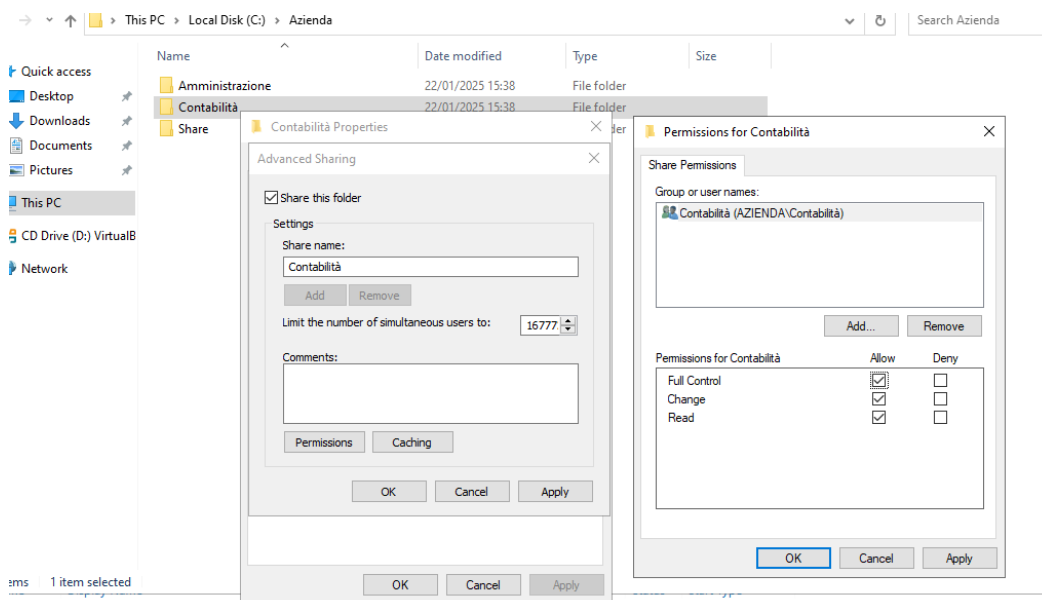 This PC > Local Disk (C:) > Azienda
Search Azienda
Name Date modified Type Size
Quick access
Desktop
Downloads
Documents
Pictures
This PC
CD Drive (D:) VirtualB
Network
Amministrazione 22/01/2025 15:38 File folder
Contabilità 22/01/2025 15:38 File folder
Share
Contabilità Properties
Advanced Sharing
Share this folder
Settings
Share name:
Contabilità
Add Remove
Limit the number of simultaneous users to: 16777
Comments:
Permissions Caching
OK Cancel Apply
OK Cancel Apply
Permissions for Contabilità
Share Permissions
Group or user names:
Contabilità (AZIENDA\Contabilità)
Add... Remove
Permissions for Contabilità Allow Deny
Full Control
Change
Read
OK Cancel Apply
ems 1 item selected